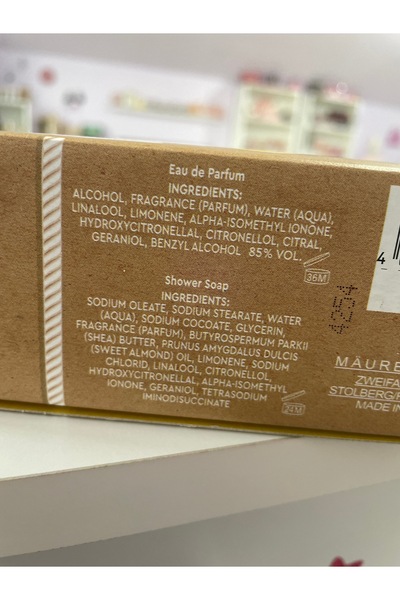 Eau de Parfum
INGREDIENTS:
ALCOHOL, FRAGRANCE (PARFUM), WATER (AQUA),
LINALOOL, LIMONENE, ALPHA-ISOMETHYL IONONE,
HYDROXYCITRONELLAL, CITRONELLOL, CITRAL,
GERANIOL, BENZYL ALCOHOL 85% VOL.
36M
Shower Soap
INGREDIENTS:
SODIUM OLEATE, SODIUM STEARATE, WATER
(AQUA), SODIUM COCOATE, GLYCERIN,
FRAGRANCE (PARFUM), BUTYROSPERMUM PARKII
(SHEA) BUTTER, PRUNUS AMYGDALUS DULCIS
(SWEET ALMOND) OIL, LIMONENE, SODIUM
CHLORID, LINALOOL, CITRONELLOL,
HYDROXYCITRONELLAL, ALPHA-ISOMETHYL
IONONE, GERANIOL, TETRASODIUM
IMINODISUCCINATE
24M
4254
4
MÄURE
ZWEIFA
STOLBERG/
MADE IN